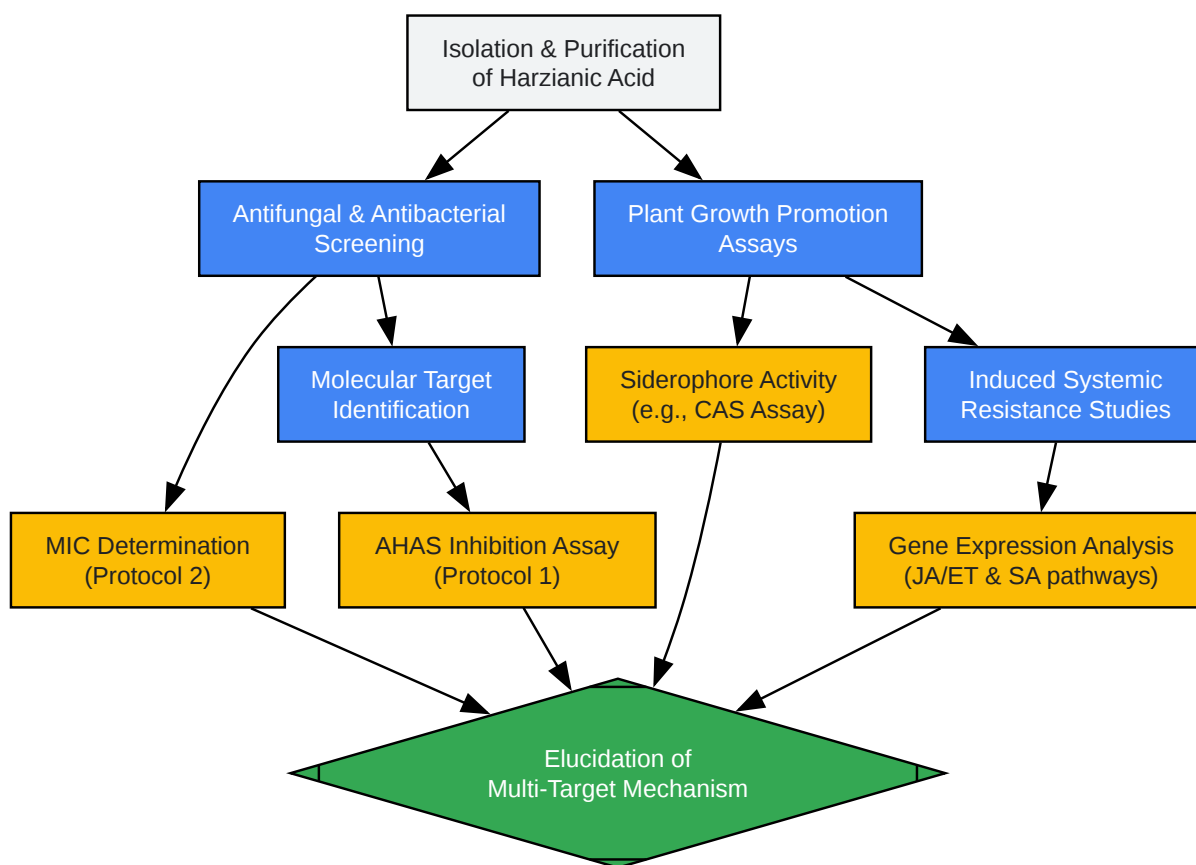 Isolation & Purification
of Harzianic Acid
Antifungal & Antibacterial
Screening
Plant Growth Promotion
Assays
Molecular Target
Identification
Siderophore Activity
(e.g., CAS Assay)
Induced Systemic
Resistance Studies
MIC Determination
(Protocol 2)
AHAS Inhibition Assay
(Protocol 1)
Gene Expression Analysis
(JA/ET & SA pathways)
Elucidation of
Multi-Target Mechanism